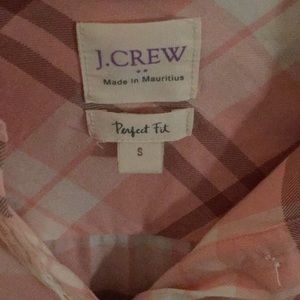 J.CREW
Made In Mauritius
Perfect Fit
S